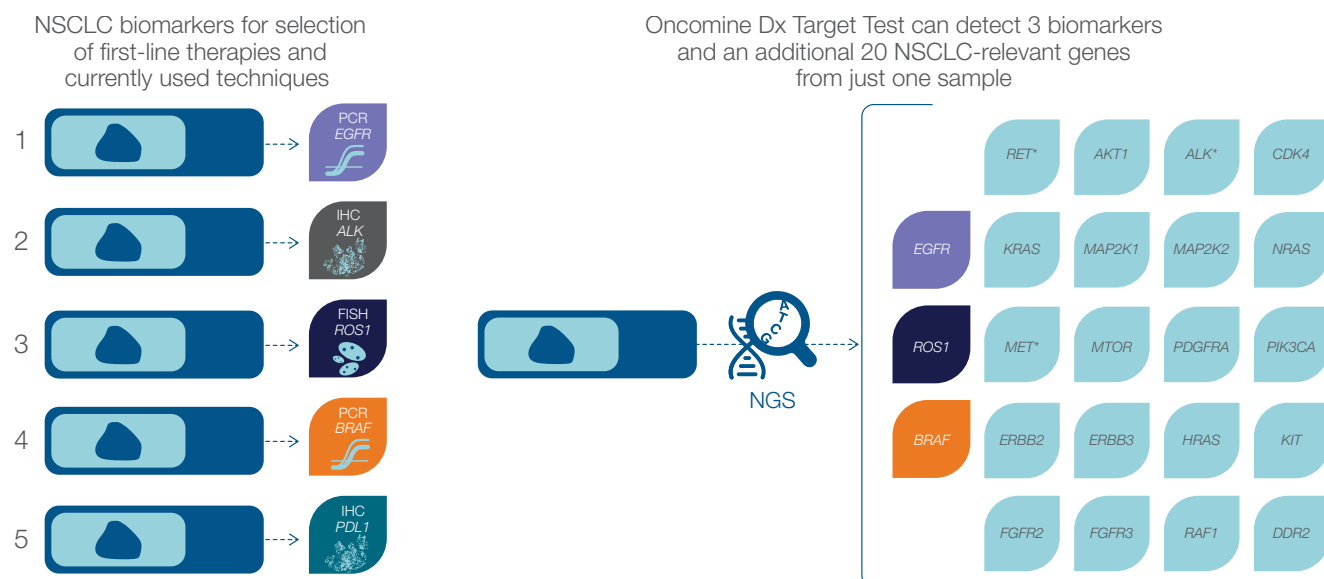 NSCLC biomarkers for selection
of first-line therapies and
currently used techniques
1
PCR
EGFR
2
IHC
ALK
3
FISH
ROS1
4
PCR
BRAF
5
IHC
PDL1
Oncomine Dx Target Test can detect 3 biomarkers
and an additional 20 NSCLC-relevant genes
from just one sample
ATCG
NGS
RET* AKT1 ALK* CDK4
EGFR KRAS MAP2K1 MAP2K2 NRAS
ROS1 MET* MTOR PDGFRA PIK3CA
BRAF ERBB2 ERBB3 HRAS KIT
FGFR2 FGFR3 RAF1 DDR2